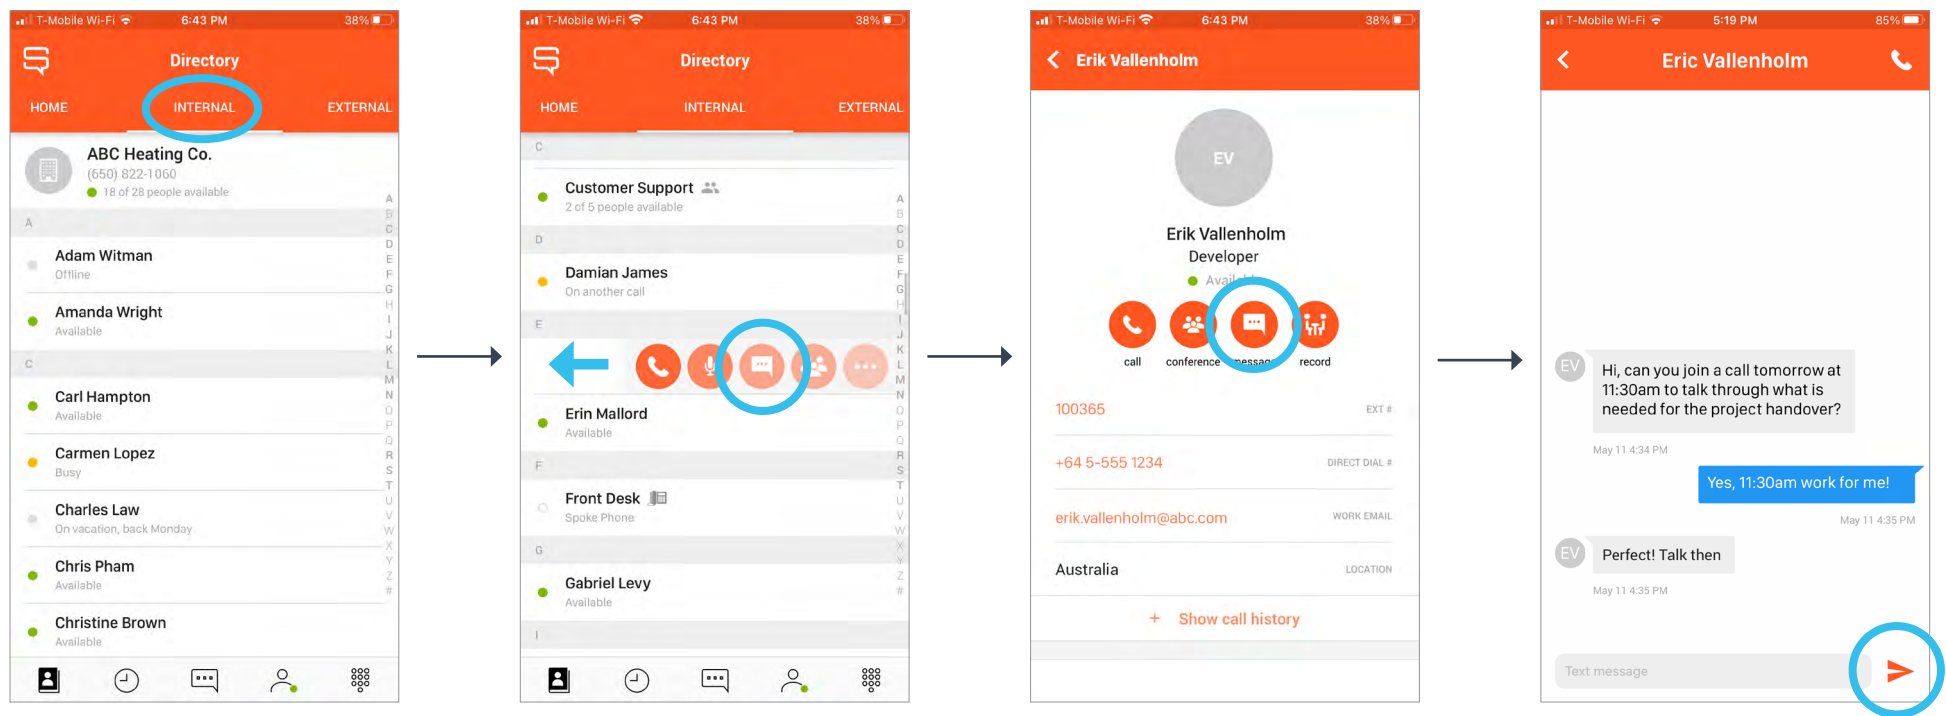 T-Mobile Wi-Fi 6:43 PM 38%
Directory
HOME INTERNAL EXTERNAL
ABC Heating Co.
(650) 822-1060
18 of 28 people available
A
Adam Witman
Offline
Amanda Wright
Available
C
Carl Hampton
Available
Carmen Lopez
Busy
Charles Law
On vacation, back Monday
Chris Pham
Available
Christine Brown
Available
A
B
C
D
E
F
G
H
I
J
K
L
M
N
O
P
Q
R
S
T
U
V
W
X
Y
Z
#
T-Mobile Wi-Fi 6:43 PM 38%
Directory
HOME INTERNAL EXTERNAL
C
Customer Support
2 of 5 people available
D
Damian James
On another call
E
Erin Mallord
Available
F
Front Desk
Spoke Phone
G
Gabriel Levy
Available
I
A
B
C
D
E
F
G
H
I
J
K
L
M
N
O
P
Q
R
S
T
U
V
W
X
Y
Z
#
T-Mobile Wi-Fi 6:43 PM 38%
Erik Vallenholm
EV
Erik Vallenholm
Developer
Available
call conference message record
100365 EXT #
+64 5-555 1234 DIRECT DIAL #
erik.vallenholm@abc.com WORK EMAIL
Australia LOCATION
+ Show call history
T-Mobile Wi-Fi 5:19 PM 85%
Eric Vallenholm
EV
Hi, can you join a call tomorrow at
11:30am to talk through what is
needed for the project handover?
May 11 4:34 PM
Yes, 11:30am work for me!
May 11 4:35 PM
EV
Perfect! Talk then
May 11 4:35 PM
Text message